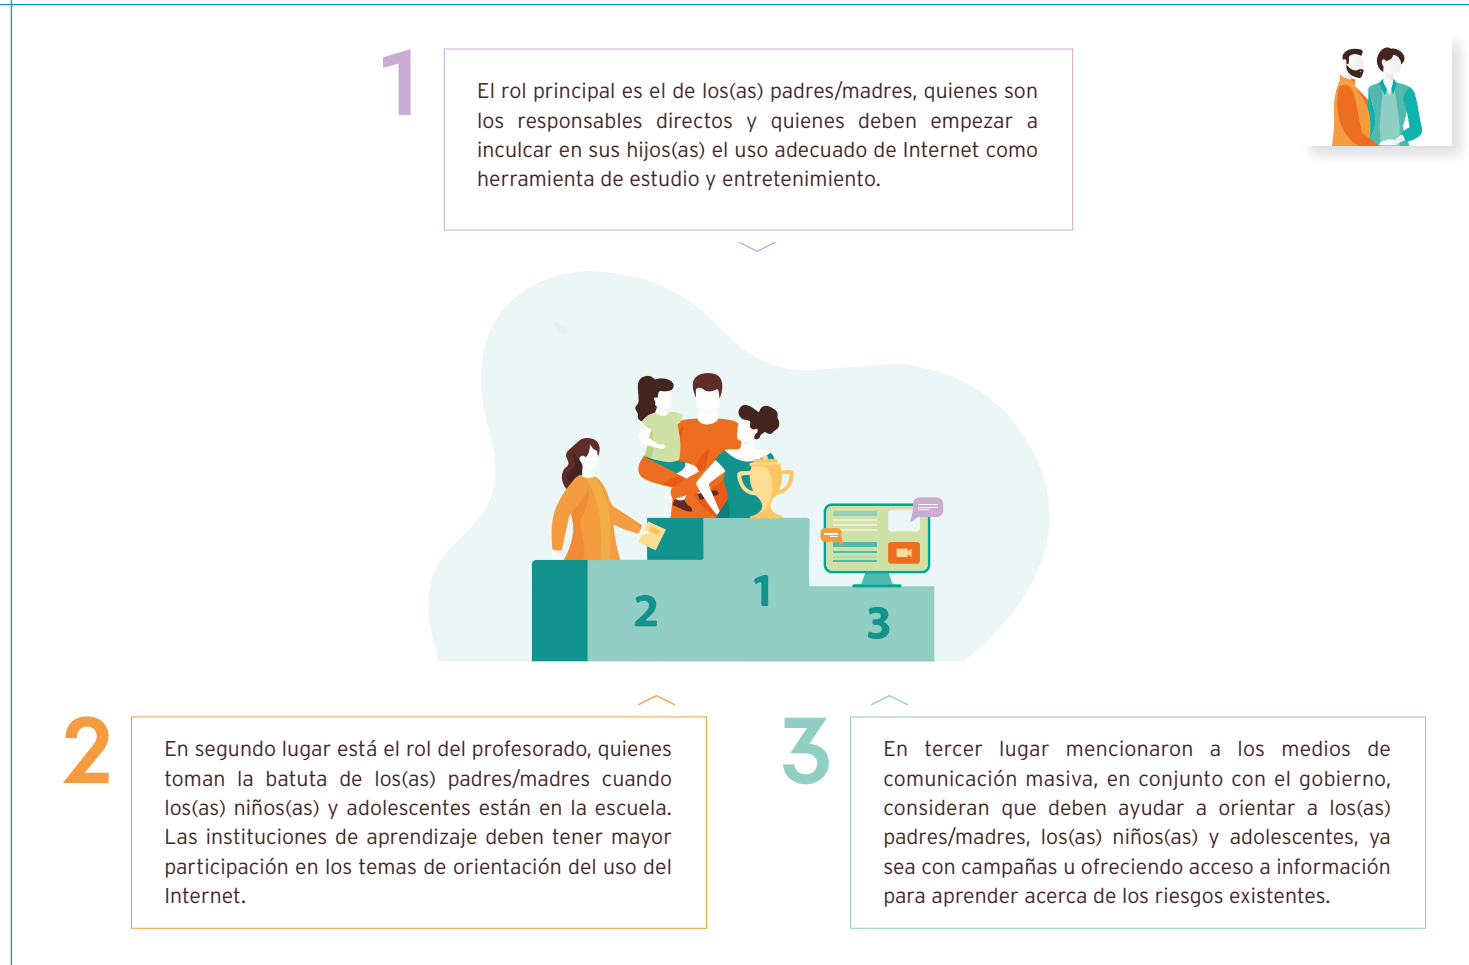 1
El rol principal es el de los(as) padres/madres, quienes son
los responsables directos y quienes deben empezar a
inculcar en sus hijos(as) el uso adecuado de Internet como
herramienta de estudio y entretenimiento.
1
2
3
2
En segundo lugar está el rol del profesorado, quienes
toman la batuta de los(as) padres/madres cuando
los(as) niños(as) y adolescentes están en la escuela.
Las instituciones de aprendizaje deben tener mayor
participación en los temas de orientación del uso del
Internet.
3
En tercer lugar mencionaron a los medios de
comunicación masiva, en conjunto con el gobierno,
consideran que deben ayudar a orientar a los(as)
padres/madres, los(as) niños(as) y adolescentes, ya
sea con campañas u ofreciendo acceso a información
para aprender acerca de los riesgos existentes.